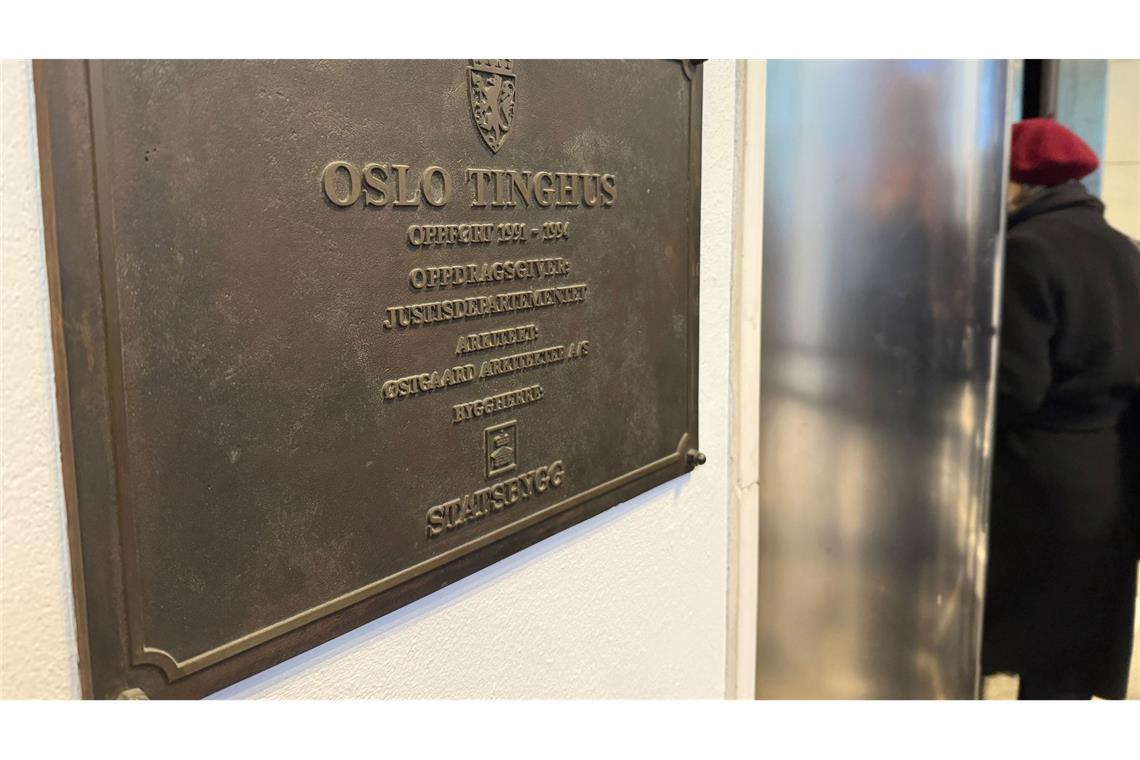 OSLO TINGHUS
OPPFØRT 1991 - 1994
OPPDRAGSGIVER:
JUSTISDEPARTEMENTET
ARKITEKT:
ØSTGAARD ARKITEKTER A/S
BYGGHERRE:
STATSBYGG